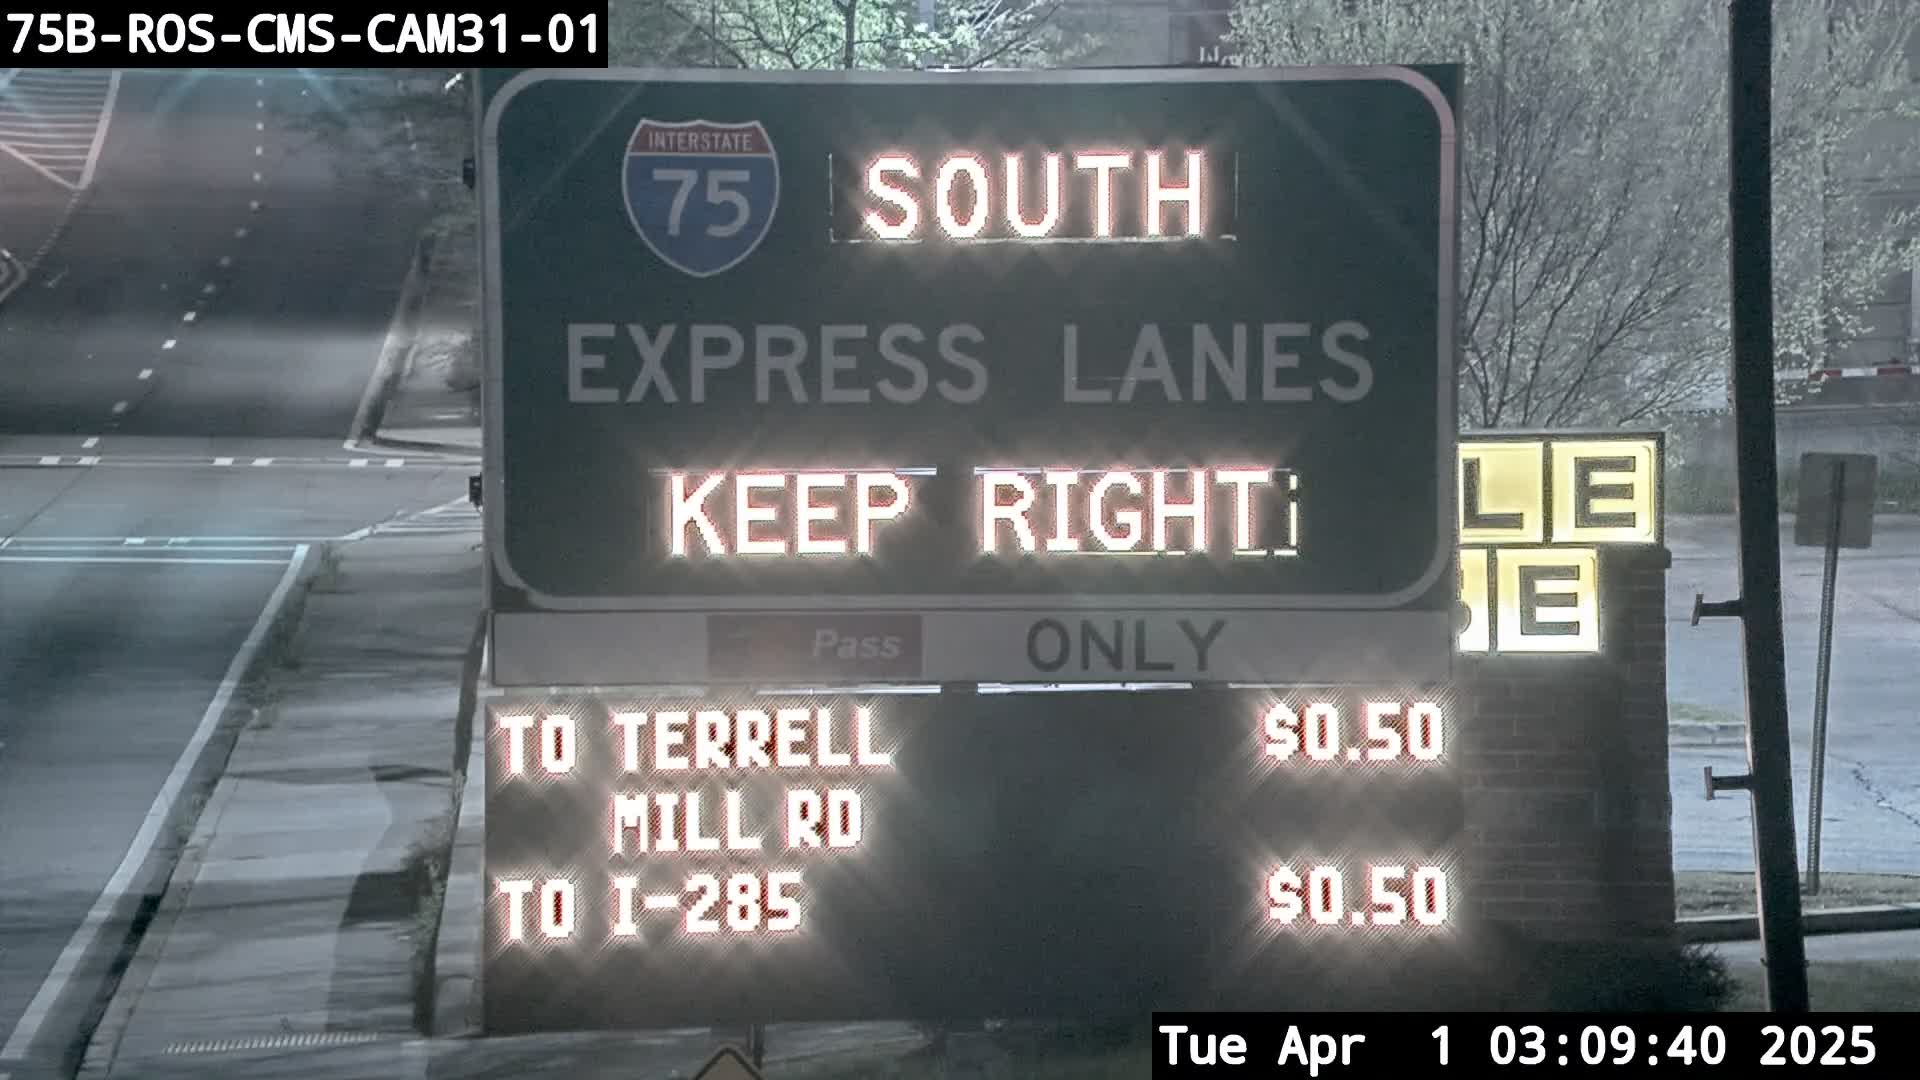 75B-ROS-CMS-CAM31-01
INTERSTATE
75
SOUTH
EXPRESS LANES
KEEP RIGHT
Pass ONLY
TO TERRELL $0.50
MILL RD
TO I-285 $0.50
LE
E
Tue Apr 1 03:09:40 2025